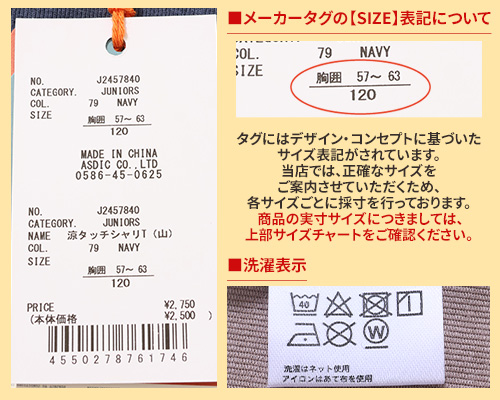 NO. J2457840
CATEGORY. JUNIORS
COL. 79 NAVY
SIZE
胸囲 57~ 63
120
MADE IN CHINA
ASDIC CO.,LTD
0586-45-0625
NO. J2457840
CATEGORY. JUNIORS
NAME 涼タッチシャリT (山)
COL. 79 NAVY
SIZE
胸囲 57~ 63
120
PRICE ¥2,750
(本体価格 ¥2,500 )
4550278761746
■メーカータグの【SIZE】表記について
79 NAVY
SIZE
胸囲 57~ 63
120
タグにはデザイン・コンセプトに基づいた
サイズ表記がされています。
当店では、正確なサイズを
ご案内させていただくため、
各サイズごとに採寸を行っております。
商品の実寸サイズにつきましては、
上部サイズチャートをご確認ください。
■洗濯表示
40
W
洗濯はネット使用
アイロンはあて布を使用